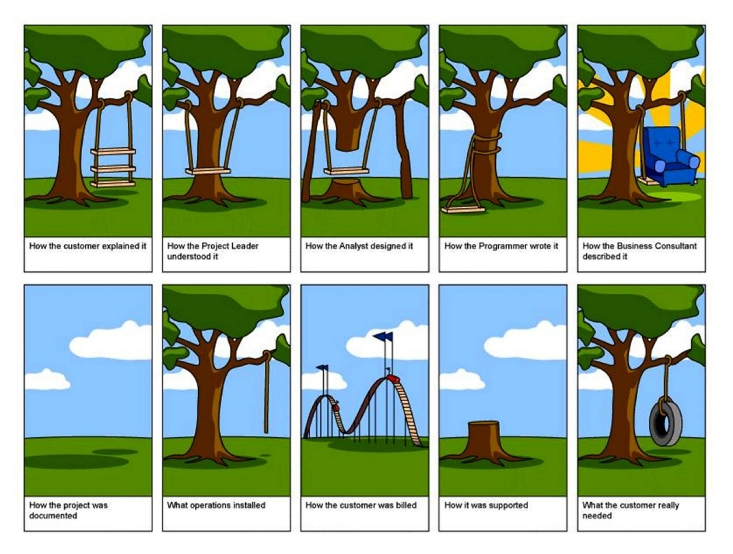 How the customer explained it
How the Project Leader
understood it
How the Analyst designed it
How the Programmer wrote it
How the Business Consultant
described it
How the project was
documented
What operations installed
How the customer was billed
How it was supported
What the customer really
needed